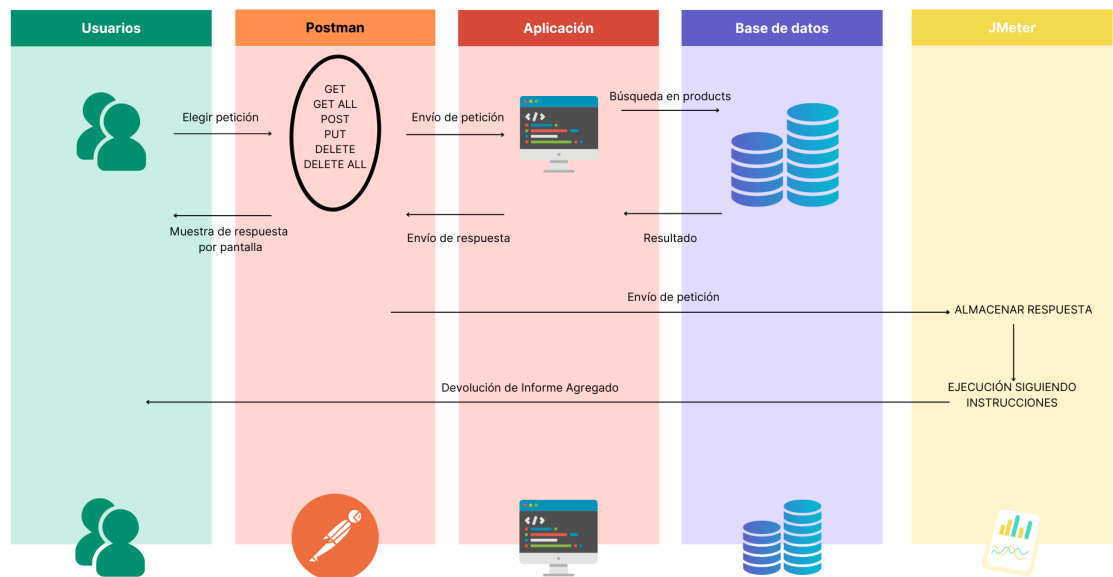 Usuarios
Postman
Aplicación
Base de datos
JMeter
Elegir petición
GET
GET ALL
POST
PUT
DELETE
DELETE ALL
Envío de petición
Búsqueda en products
Muestra de respuesta
por pantalla
Envío de respuesta
Resultado
Envío de petición
ALMACENAR RESPUESTA
Devolución de Informe Agregado
EJECUCIÓN SIGUIENDO
INSTRUCCIONES